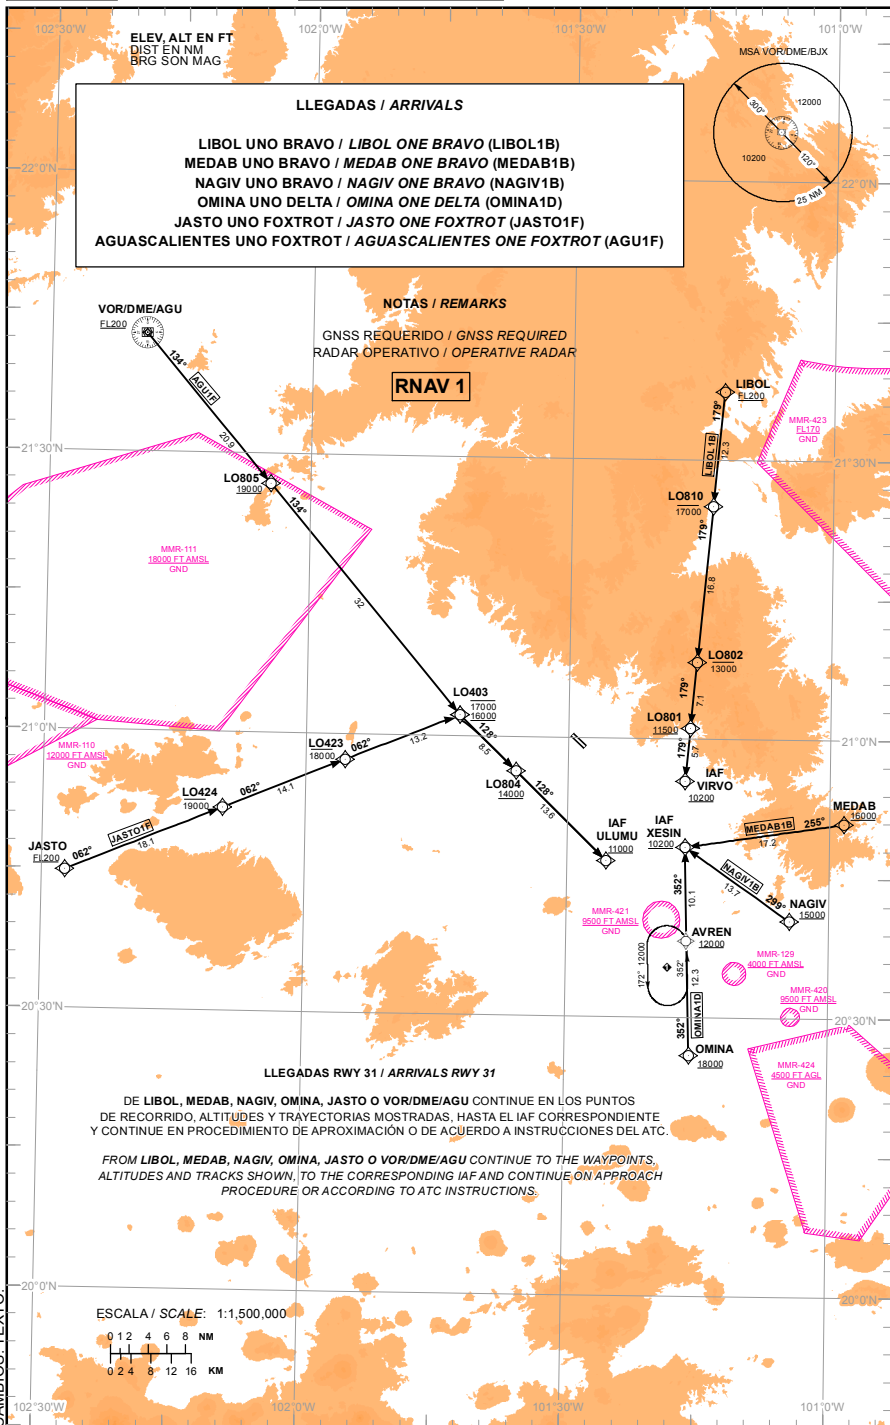 102°30'W
102°0'W
101°30'W
101°0'W
ELEV, ALT EN FT
DIST EN NM
BRG SON MAG
MSA VOR/DME/BJX
300°
12000
10200
120°
25 NM
LLEGADAS / ARRIVALS
LIBOL UNO BRAVO / LIBOL ONE BRAVO (LIBOL1B)
MEDAB UNO BRAVO / MEDAB ONE BRAVO (MEDAB1B)
NAGIV UNO BRAVO / NAGIV ONE BRAVO (NAGIV1B)
OMINA UNO DELTA / OMINA ONE DELTA (OMINA1D)
JASTO UNO FOXTROT / JASTO ONE FOXTROT (JASTO1F)
AGUASCALIENTES UNO FOXTROT / AGUASCALIENTES ONE FOXTROT (AGU1F)
22°0'N
22°0'N
VOR/DME/AGU
FL200
NOTAS / REMARKS
GNSS REQUERIDO / GNSS REQUIRED
RADAR OPERATIVO / OPERATIVE RADAR
RNAV 1
134°
AGU1F
20.9
LIBOL
FL200
179°
LIBOL1B
12.3
MMR-423
FL170
GND
21°30'N
21°30'N
LO805
19000
134°
LO810
17000
179°
MMR-111
18000 FT AMSL
GND
32
16.8
LO802
13000
179°
7.1
LO403
17000
16000
LO801
11500
179°
5.7
21°0'N
21°0'N
MMR-110
12000 FT AMSL
GND
LO423
18000
062°
13.2
128°
8.5
LO804
14000
128°
13.6
IAF
VIRVO
10200
LO424
19000
062°
14.1
MEDAB
16000
255°
MEDAB1B
17.2
IAF
ULUMU
11000
IAF
XESIN
10200
JASTO
FL200
062°
JASTO1F
18.1
NAGIV1B
13.7
299°
NAGIV
15000
352°
10.1
MMR-421
9500 FT AMSL
GND
AVREN
12000
12000
172°
352°
12.3
MMR-129
4000 FT AMSL
GND
MMR-420
9500 FT AMSL
GND
20°30'N
20°30'N
352°
OMINA1D
OMINA
18000
MMR-424
4500 FT AGL
GND
LLEGADAS RWY 31 / ARRIVALS RWY 31
DE LIBOL, MEDAB, NAGIV, OMINA, JASTO O VOR/DME/AGU CONTINUE EN LOS PUNTOS
DE RECORRIDO, ALTITUDES Y TRAYECTORIAS MOSTRADAS, HASTA EL IAF CORRESPONDIENTE
Y CONTINUE EN PROCEDIMIENTO DE APROXIMACIÓN O DE ACUERDO A INSTRUCCIONES DEL ATC.
FROM LIBOL, MEDAB, NAGIV, OMINA, JASTO O VOR/DME/AGU CONTINUE TO THE WAYPOINTS,
ALTITUDES AND TRACKS SHOWN, TO THE CORRESPONDING IAF AND CONTINUE ON APPROACH
PROCEDURE OR ACCORDING TO ATC INSTRUCTIONS.
20°0'N
20°0'N
ESCALA / SCALE: 1:1,500,000
0 1 2 4 6 8 NM
0 2 4 8 12 16 KM
102°30'W
102°0'W
101°30'W
101°0'W